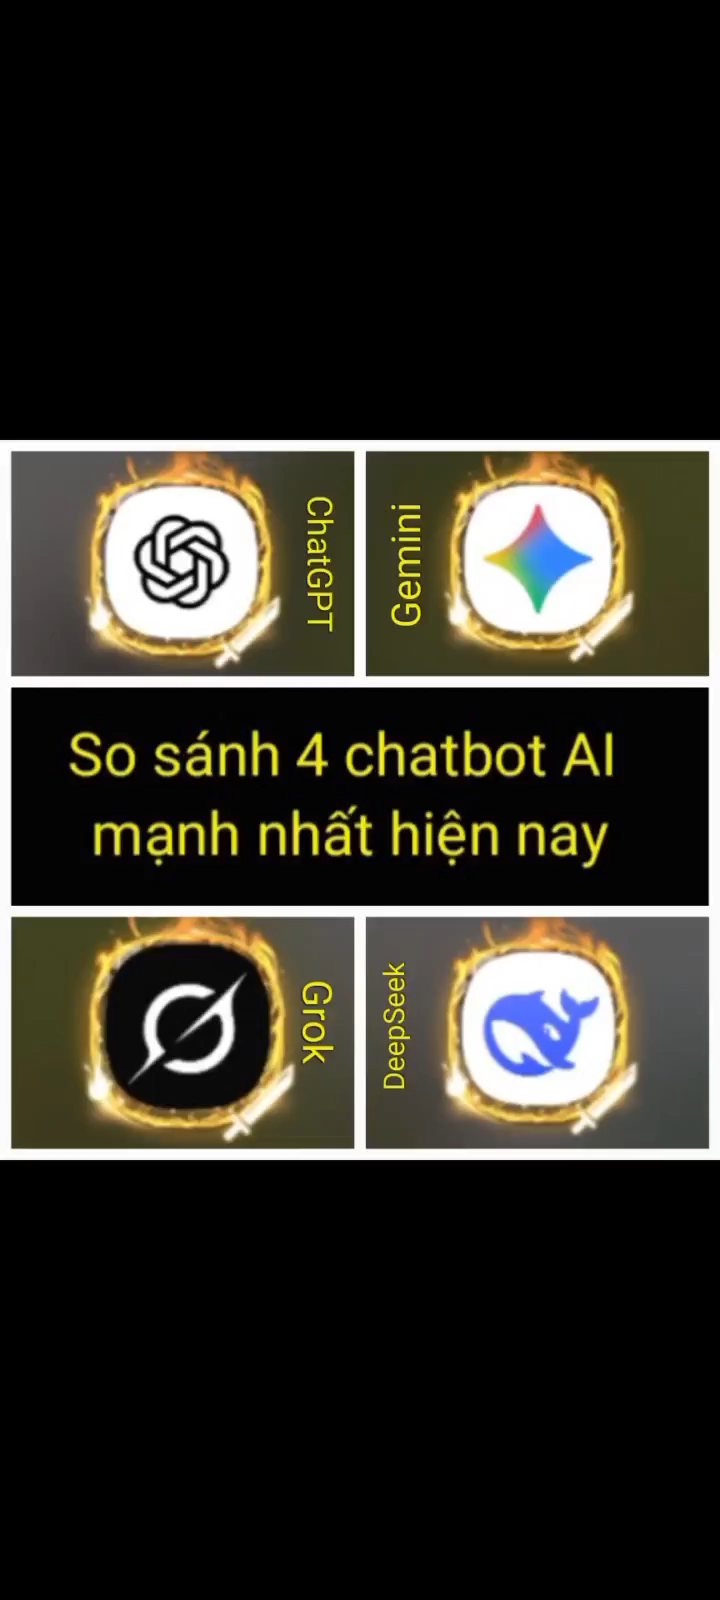 ChatGPT
Gemini
So sánh 4 chatbot AI
mạnh nhất hiện nay
Grok
DeepSeek